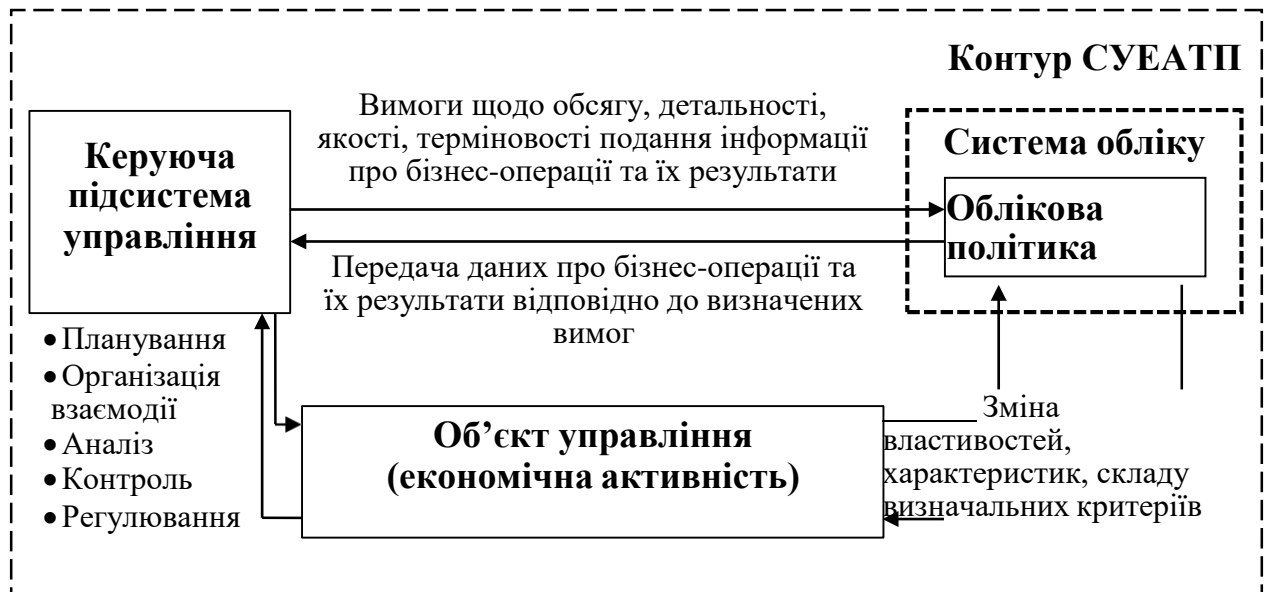 Контур СУЕАТП
Керуюча
підсистема
управління
Вимоги щодо обсягу, детальності,
якості, терміновості подання інформації
про бізнес-операції та їх результати
Система обліку
Облікова
політика
Передача даних про бізнес-операції та
їх результати відповідно до визначених
вимог
• Планування
• Організація
взаємодії
• Аналіз
• Контроль
• Регулювання
Об’єкт управління
(економічна активність)
Зміна
властивостей,
характеристик, складу
визначальних критеріїв